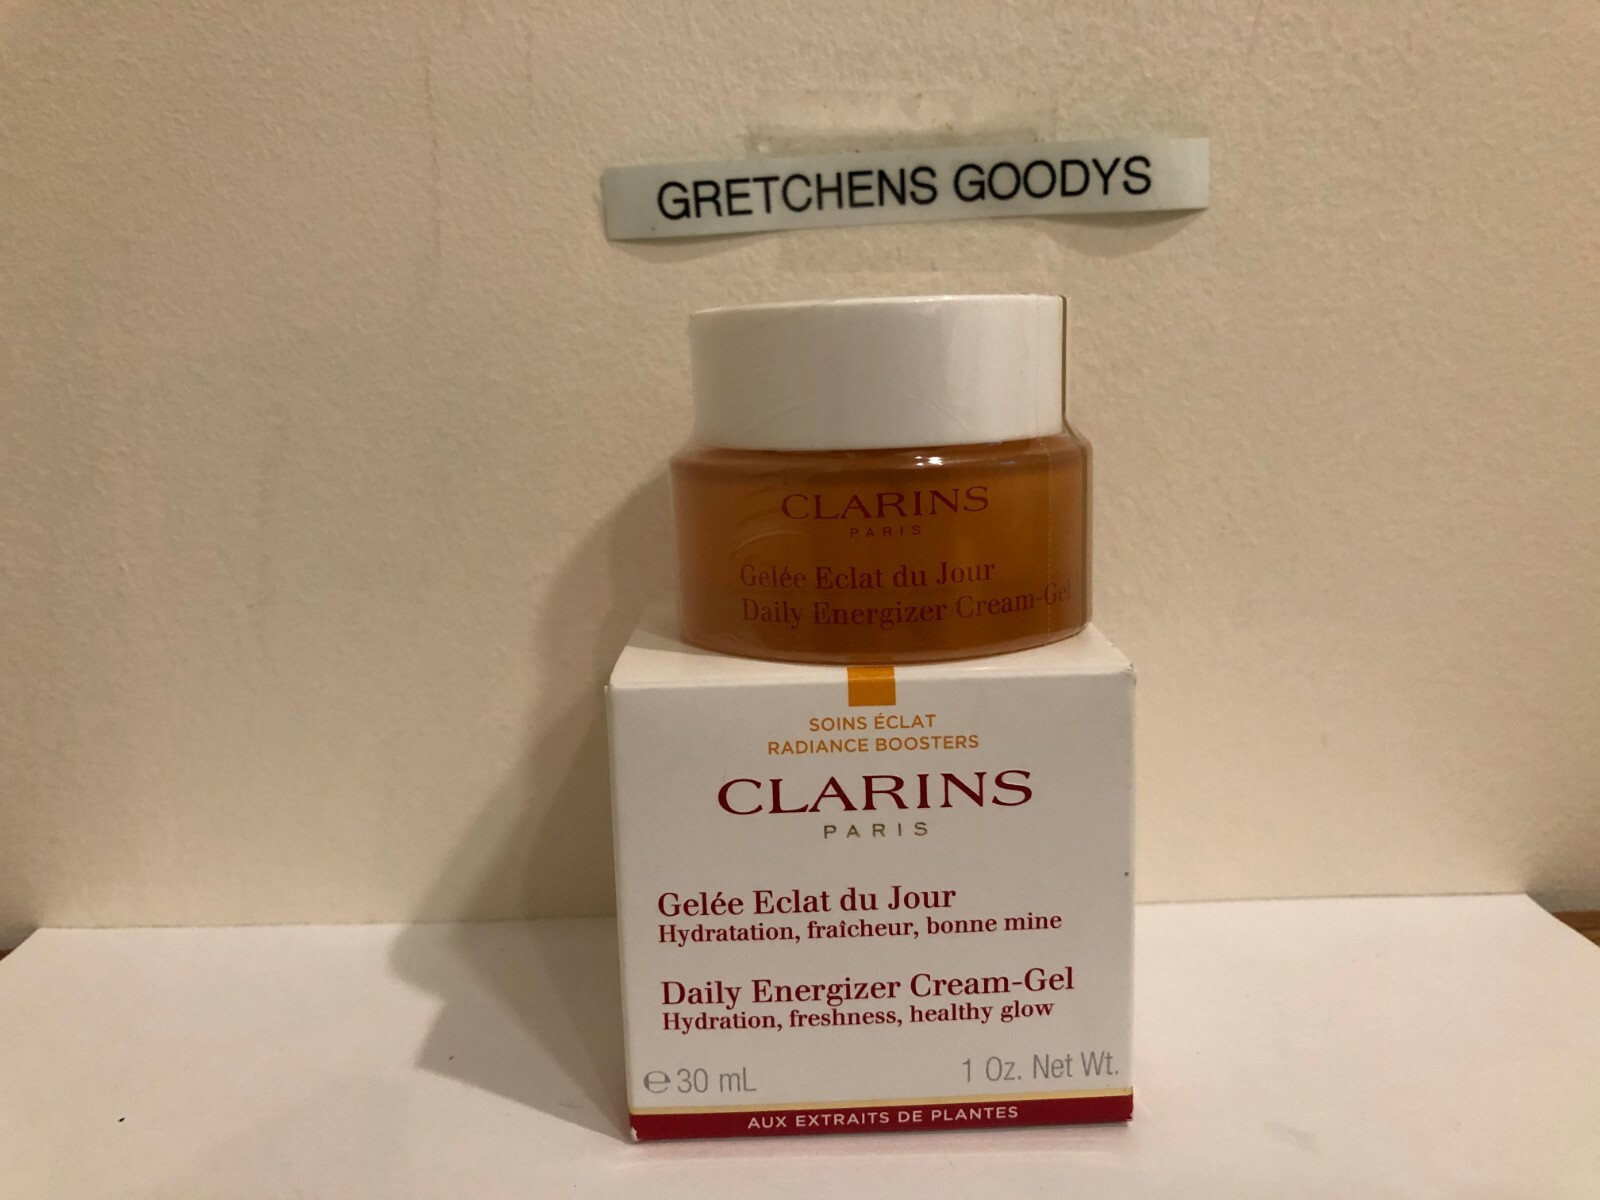 GRETCHENS GOODYS
CLARINS
PARIS
Gelée Eclat du Jour
Daily Energizer Cream-Gel
SOINS ÉCLAT
RADIANCE BOOSTERS
CLARINS
PARIS
Gelée Eclat du Jour
Hydratation, fraîcheur, bonne mine
Daily Energizer Cream-Gel
Hydration, freshness, healthy glow
℮ 30 mL 1 Oz. Net Wt.
AUX EXTRAITS DE PLANTES